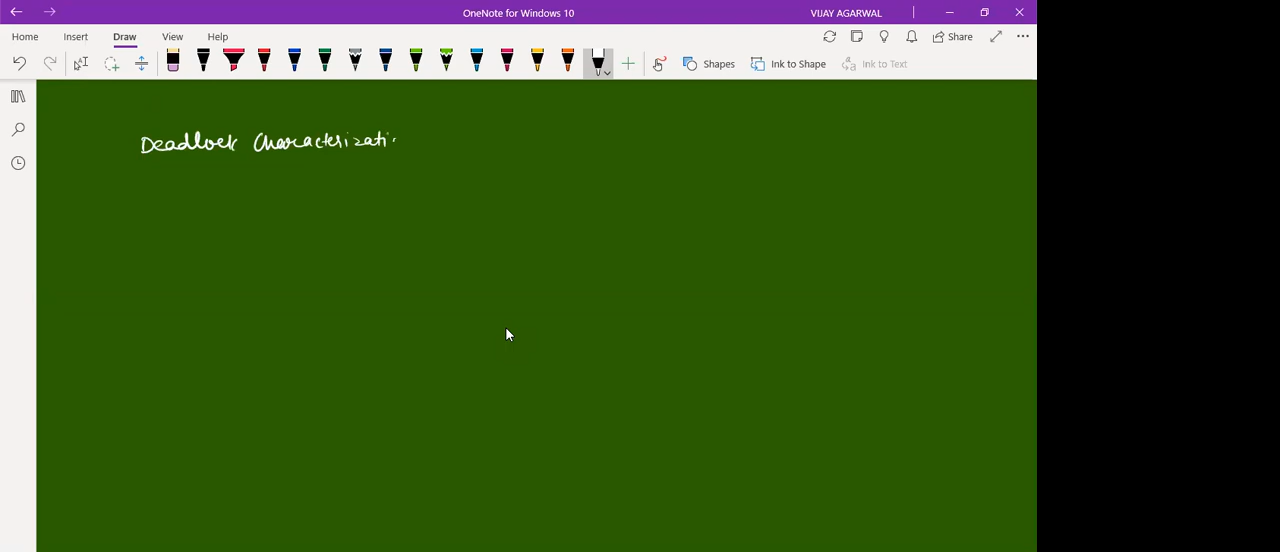 OneNote for Windows 10
VIJAY AGARWAL
Home Insert Draw View Help
Share
Shapes Ink to Shape Ink to Text
Deadlock Characterizati